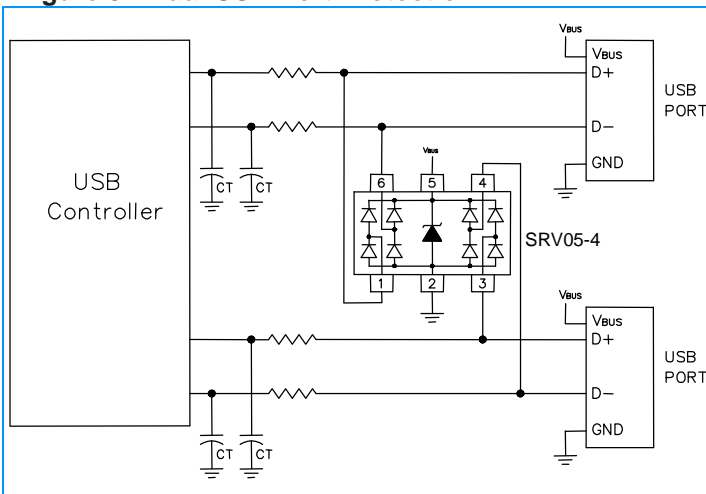 VBUS
VBUS
D+
USB
PORT
D−
GND
CT
CT
USB
Controller
VBUS
6
5
4
SRV05-4
1
2
3
VBUS
VBUS
D+
USB
PORT
D−
GND
CT
CT